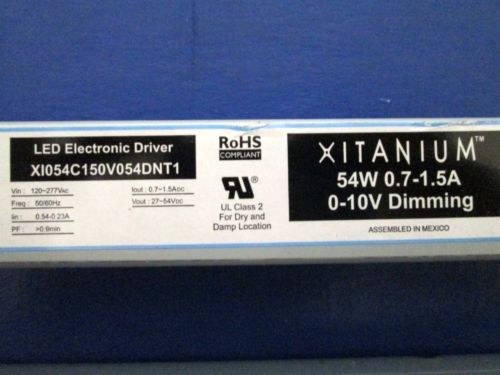 LED Electronic Driver
XI054C150V054DNT1
Vin : 120~277VAC
Freq : 50/60Hz
Iin : 0.54-0.23A
PF : >0.9min
Iout : 0.7~1.5ADC
Vout : 27~54VDC
RoHS
COMPLIANT
UL Class 2
For Dry and
Damp Location
XITANIUM™
54W 0.7-1.5A
0-10V Dimming
ASSEMBLED IN MEXICO